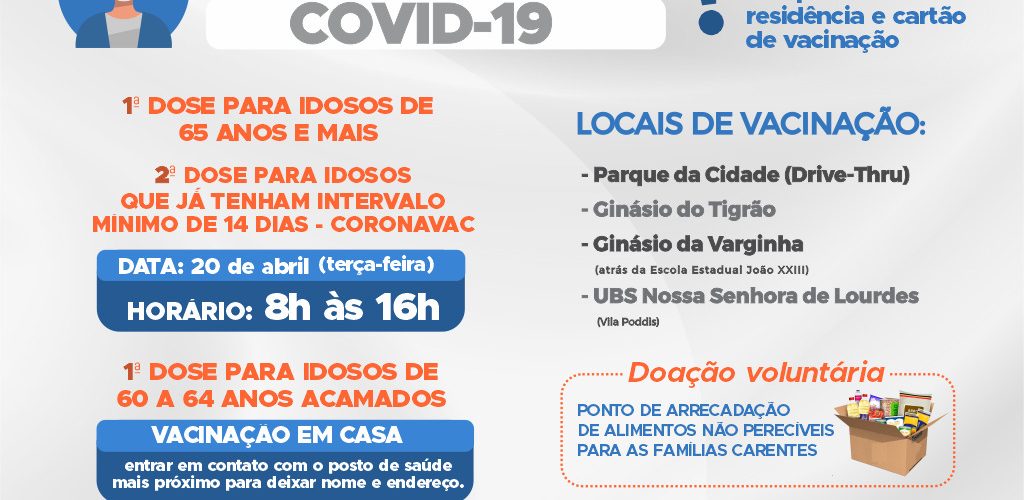 COVID-19
residência e cartão
de vacinação
1ª DOSE PARA IDOSOS DE
65 ANOS E MAIS
2ª DOSE PARA IDOSOS
QUE JÁ TENHAM INTERVALO
MÍNIMO DE 14 DIAS - CORONAVAC
DATA: 20 de abril (terça-feira)
HORÁRIO: 8h às 16h
1ª DOSE PARA IDOSOS DE
60 A 64 ANOS ACAMADOS
VACINAÇÃO EM CASA
entrar em contato com o posto de saúde
mais próximo para deixar nome e endereço.
LOCAIS DE VACINAÇÃO:
- Parque da Cidade (Drive-Thru)
- Ginásio do Tigrão
- Ginásio da Varginha
(atrás da Escola Estadual João XXIII)
- UBS Nossa Senhora de Lourdes
(Vila Poddis)
Doação voluntária
PONTO DE ARRECADAÇÃO
DE ALIMENTOS NÃO PERECÍVEIS
PARA AS FAMÍLIAS CARENTES